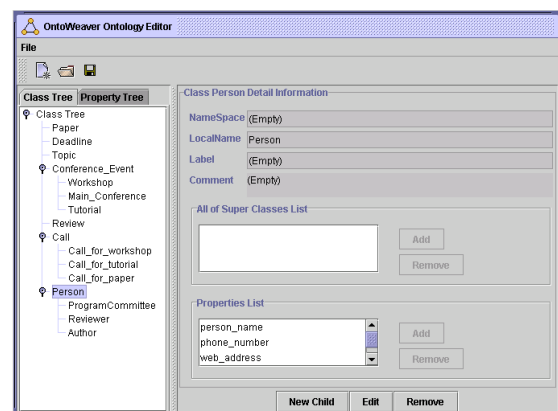 OntoWeaver Ontology Editor
File
Class Tree Property Tree
Class Tree
Paper
Deadline
Topic
Conference_Event
Workshop
Main_Conference
Tutorial
Review
Call
Call_for_workshop
Call_for_tutorial
Call_for_paper
Person
ProgramCommittee
Reviewer
Author
Class Person Detail Information
NameSpace (Empty)
LocalName Person
Label (Empty)
Comment (Empty)
All of Super Classes List
Add
Remove
Properties List
person_name
phone_number
web_address
Add
Remove
New Child Edit Remove